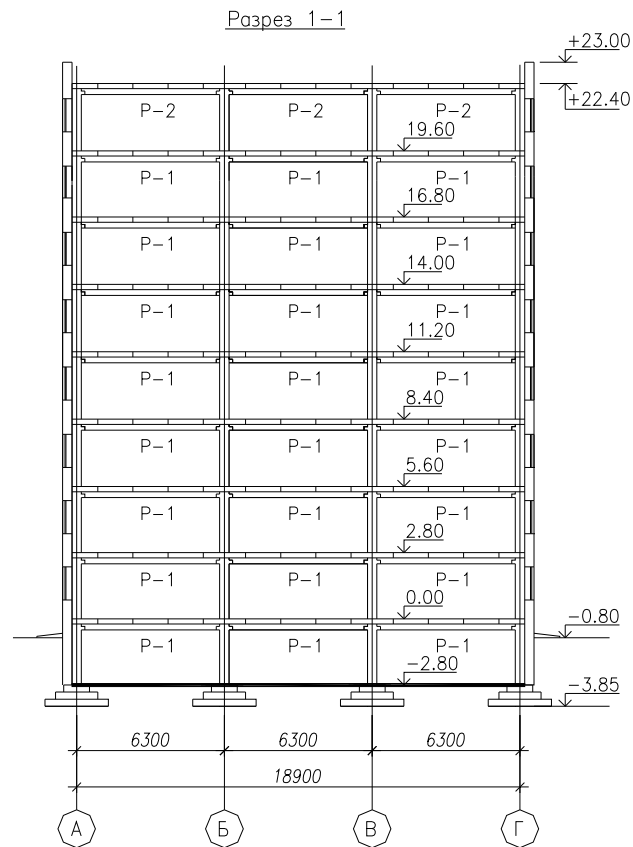 Разрез 1-1
+23.00
+22.40
Р-2 Р-2 Р-2
19.60
Р-1 Р-1 Р-1
16.80
Р-1 Р-1 Р-1
14.00
Р-1 Р-1 Р-1
11.20
Р-1 Р-1 Р-1
8.40
Р-1 Р-1 Р-1
5.60
Р-1 Р-1 Р-1
2.80
Р-1 Р-1 Р-1
0.00
-0.80
Р-1 Р-1 Р-1
-2.80
-3.85
6300 6300 6300
18900
А Б В Г